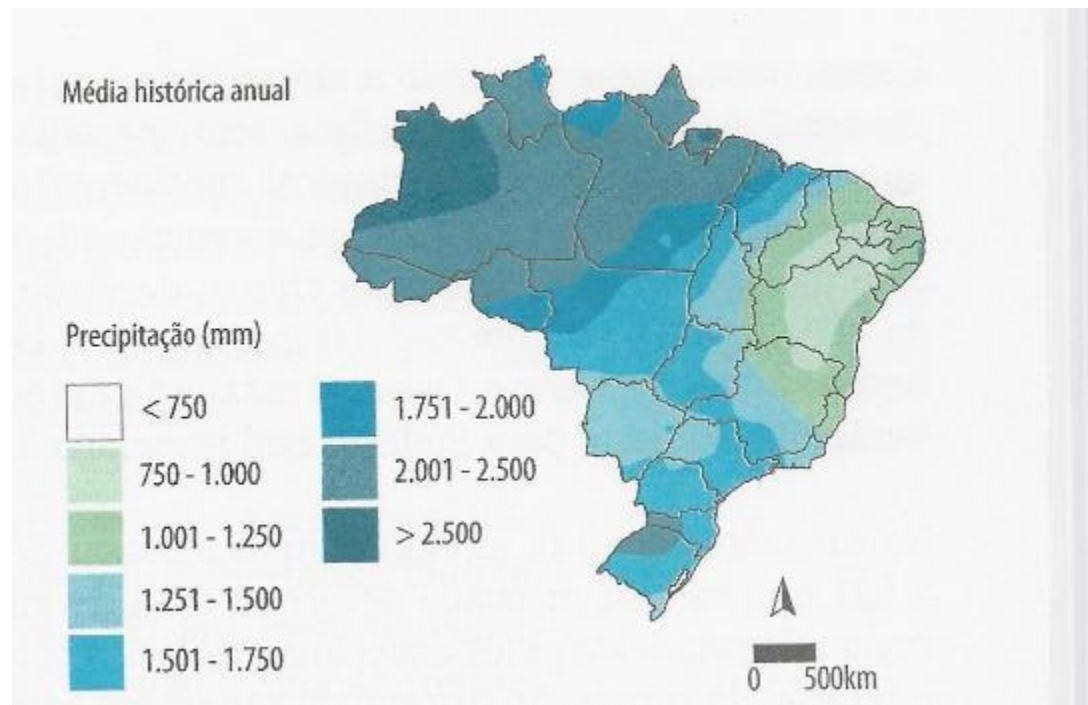 Média histórica anual
Precipitação (mm)
< 750
750 - 1.000
1.001 - 1.250
1.251 - 1.500
1.501 - 1.750
1.751 - 2.000
2.001 - 2.500
> 2.500
0 500km